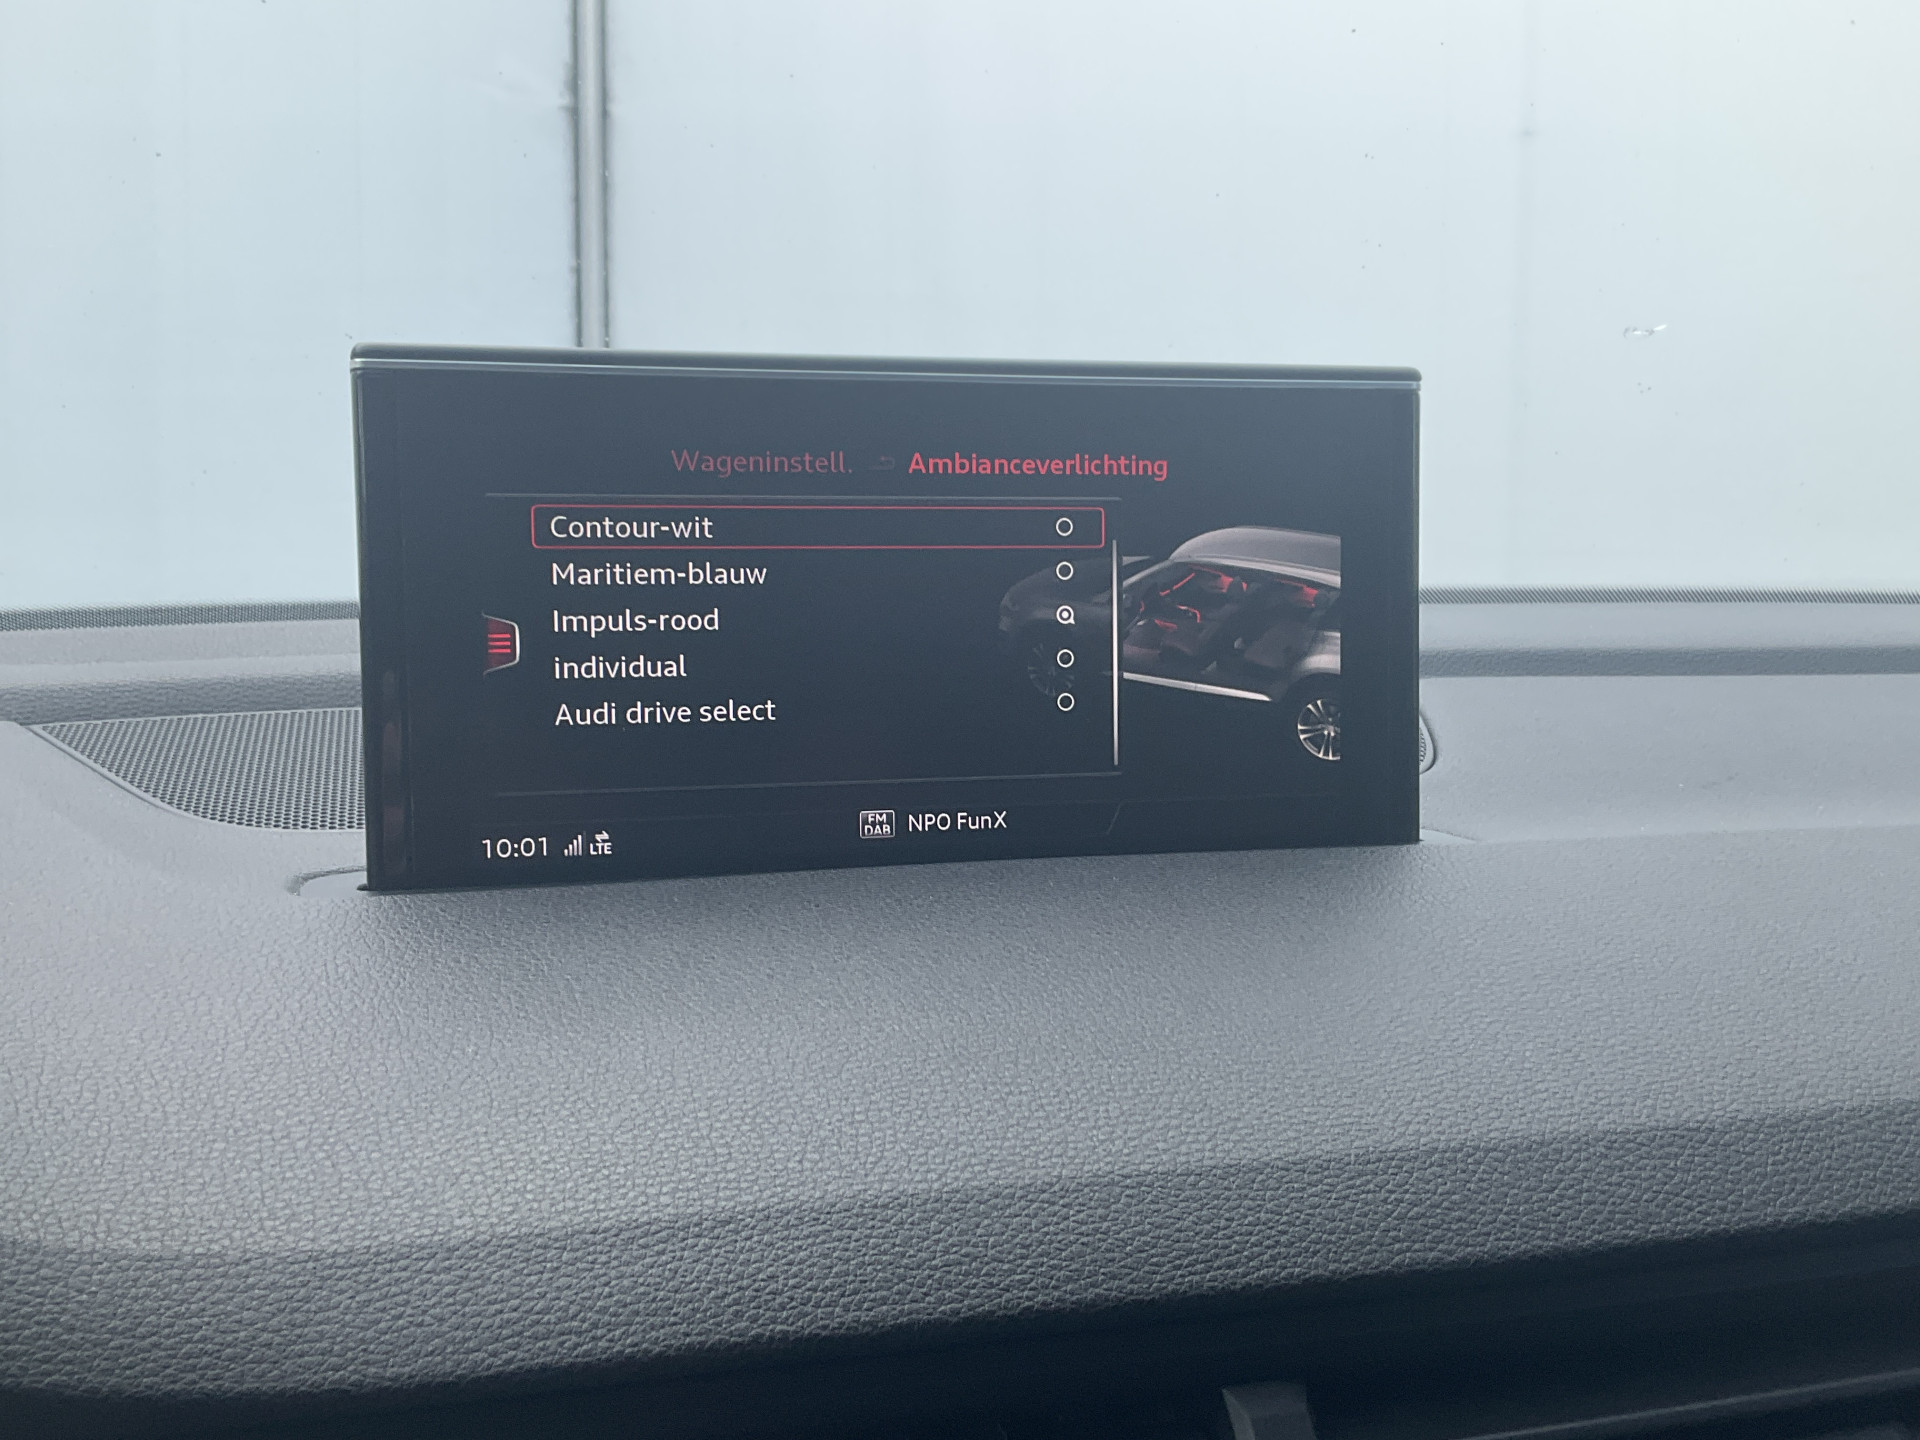 Wageninstell. Ambianceverlichting
Contour-wit
Maritiem-blauw
Impuls-rood
individual
Audi drive select
10:01 LTE
FM DAB NPO FunX